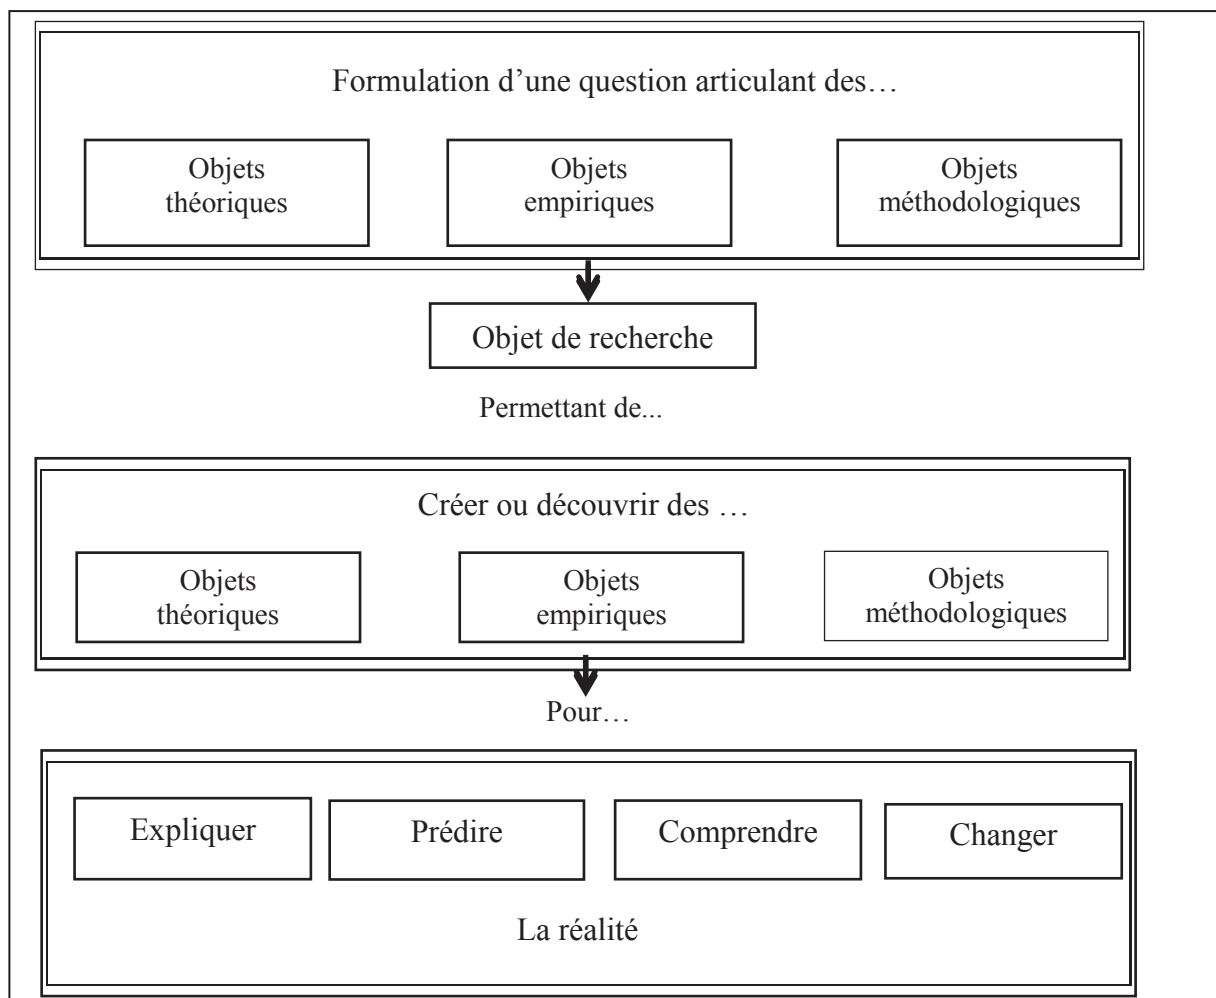 Formulation d’une question articulant des…
Objets
théoriques
Objets
empiriques
Objets
méthodologiques
Objet de recherche
Permettant de...
Créer ou découvrir des …
Objets
théoriques
Objets
empiriques
Objets
méthodologiques
Pour…
Expliquer
Prédire
Comprendre
Changer
La réalité